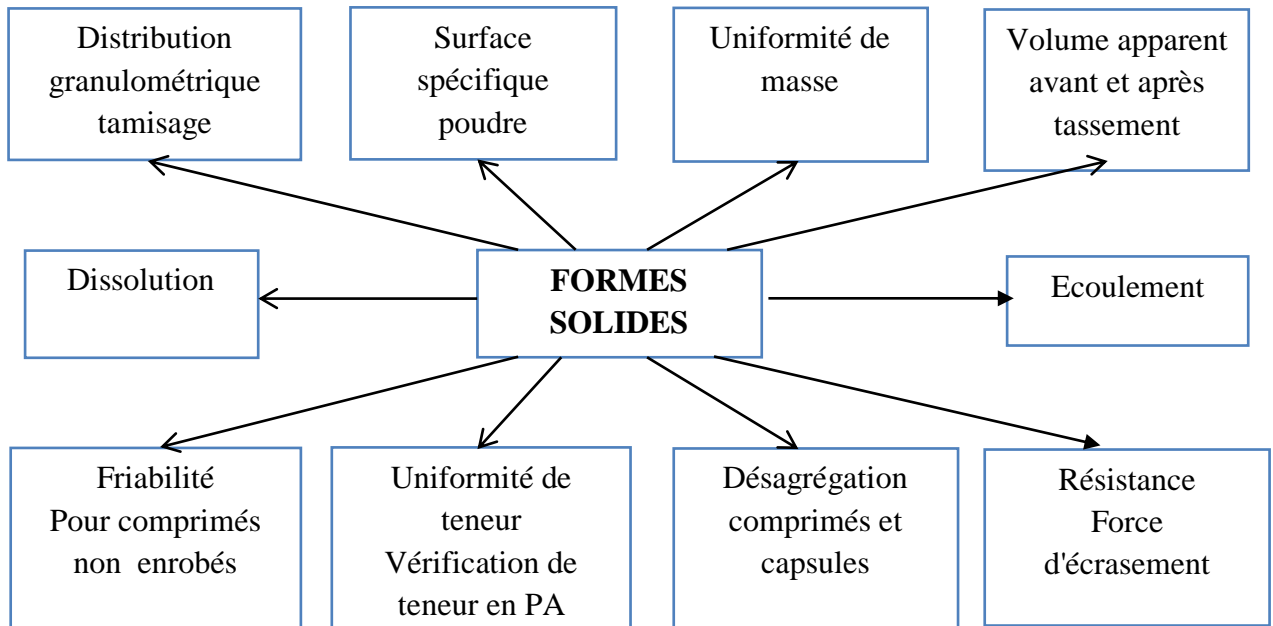 Distribution
granulométrique
tamisage
Surface
spécifique
poudre
Uniformité de
masse
Volume apparent
avant et après
tassement
Dissolution
FORMES
SOLIDES
Ecoulement
Friabilité
Pour comprimés
non enrobés
Uniformité de
teneur
Vérification de
teneur en PA
Désagrégation
comprimés et
capsules
Résistance
Force
d'écrasement